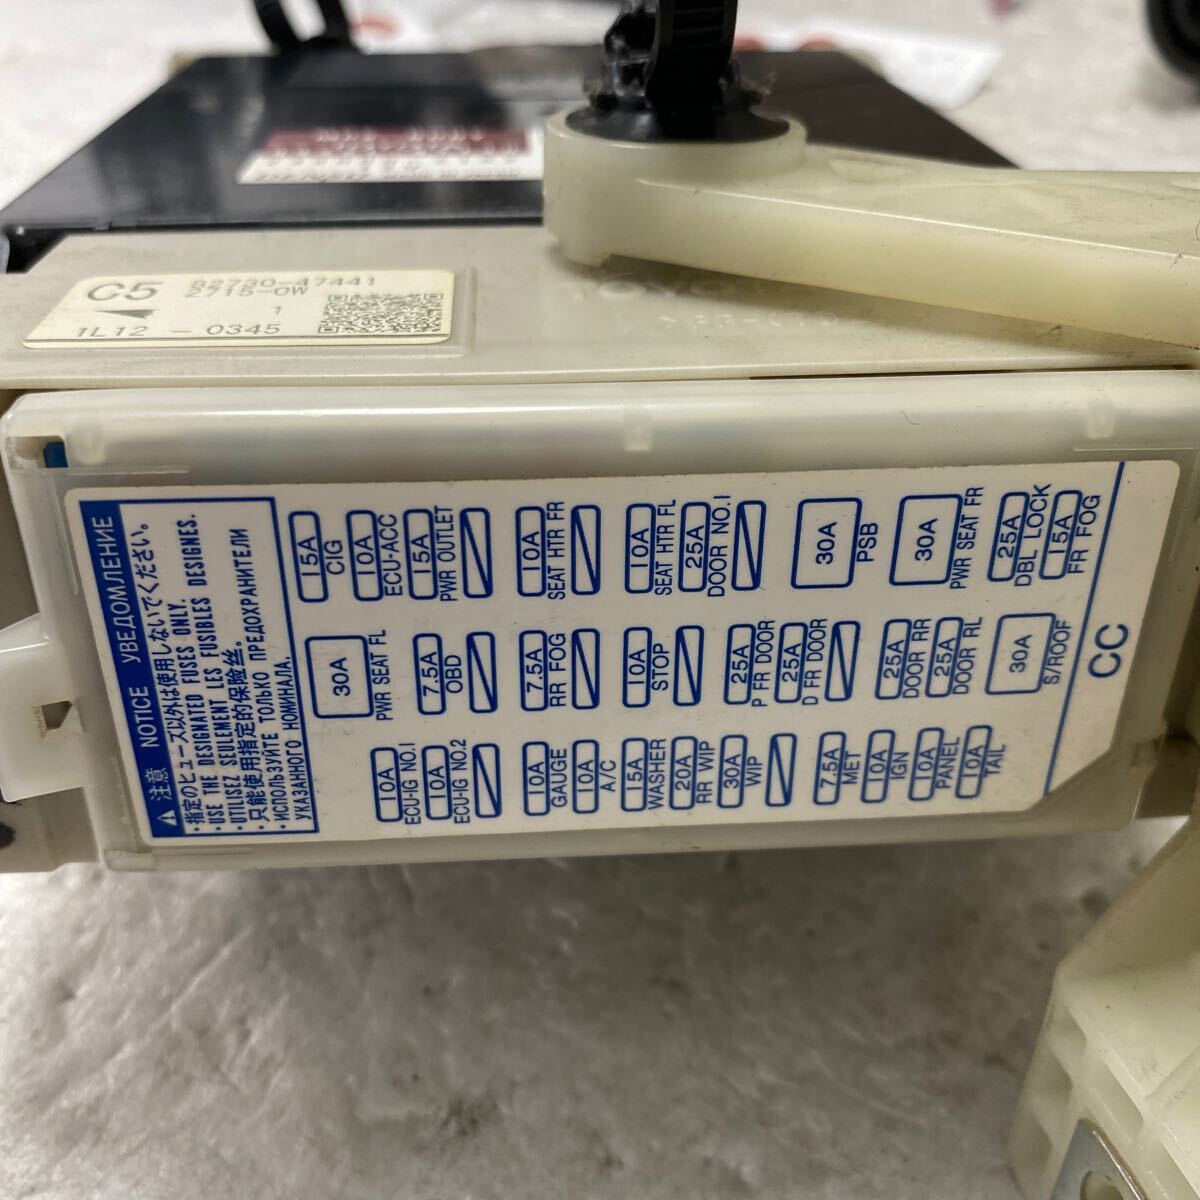 C5 82730-47441
2715-0W
1
1L12 - 0345
注意 NOTICE УВЕДОМЛЕНИЕ
・指定のヒューズ以外は使用しないでください。
・USE THE DESIGNATED FUSES ONLY.
・UTILSEZ SEULEMENT LES FUSIBLES DESIGNES.
・只能使用指定的保险丝。
・ИСПОЛЬЗУЙТЕ ТОЛЬКО ПРЕДОХРАНИТЕЛИ
УКАЗАННОГО НОМИНАЛА.
15A CIG
10A ECU-ACC
15A PWR OUTLET
10A SEAT HTR FR
10A SEAT HTR FL
25A DOOR NO.1
30A PSB
30A PWR SEAT FR
25A DBL LOCK
15A FR FOG
30A PWR SEAT FL
7.5A OBD
7.5A RR FOG
10A STOP
25A P FR DOOR
25A D FR DOOR
25A DOOR RR
25A DOOR RL
30A S/ROOF
10A ECU-IG NO.1
10A ECU-IG NO.2
10A GAUGE
10A A/C
15A WASHER
20A RR WIP
30A WIP
7.5A MET
10A IGN
10A PANEL
10A TAIL
CC